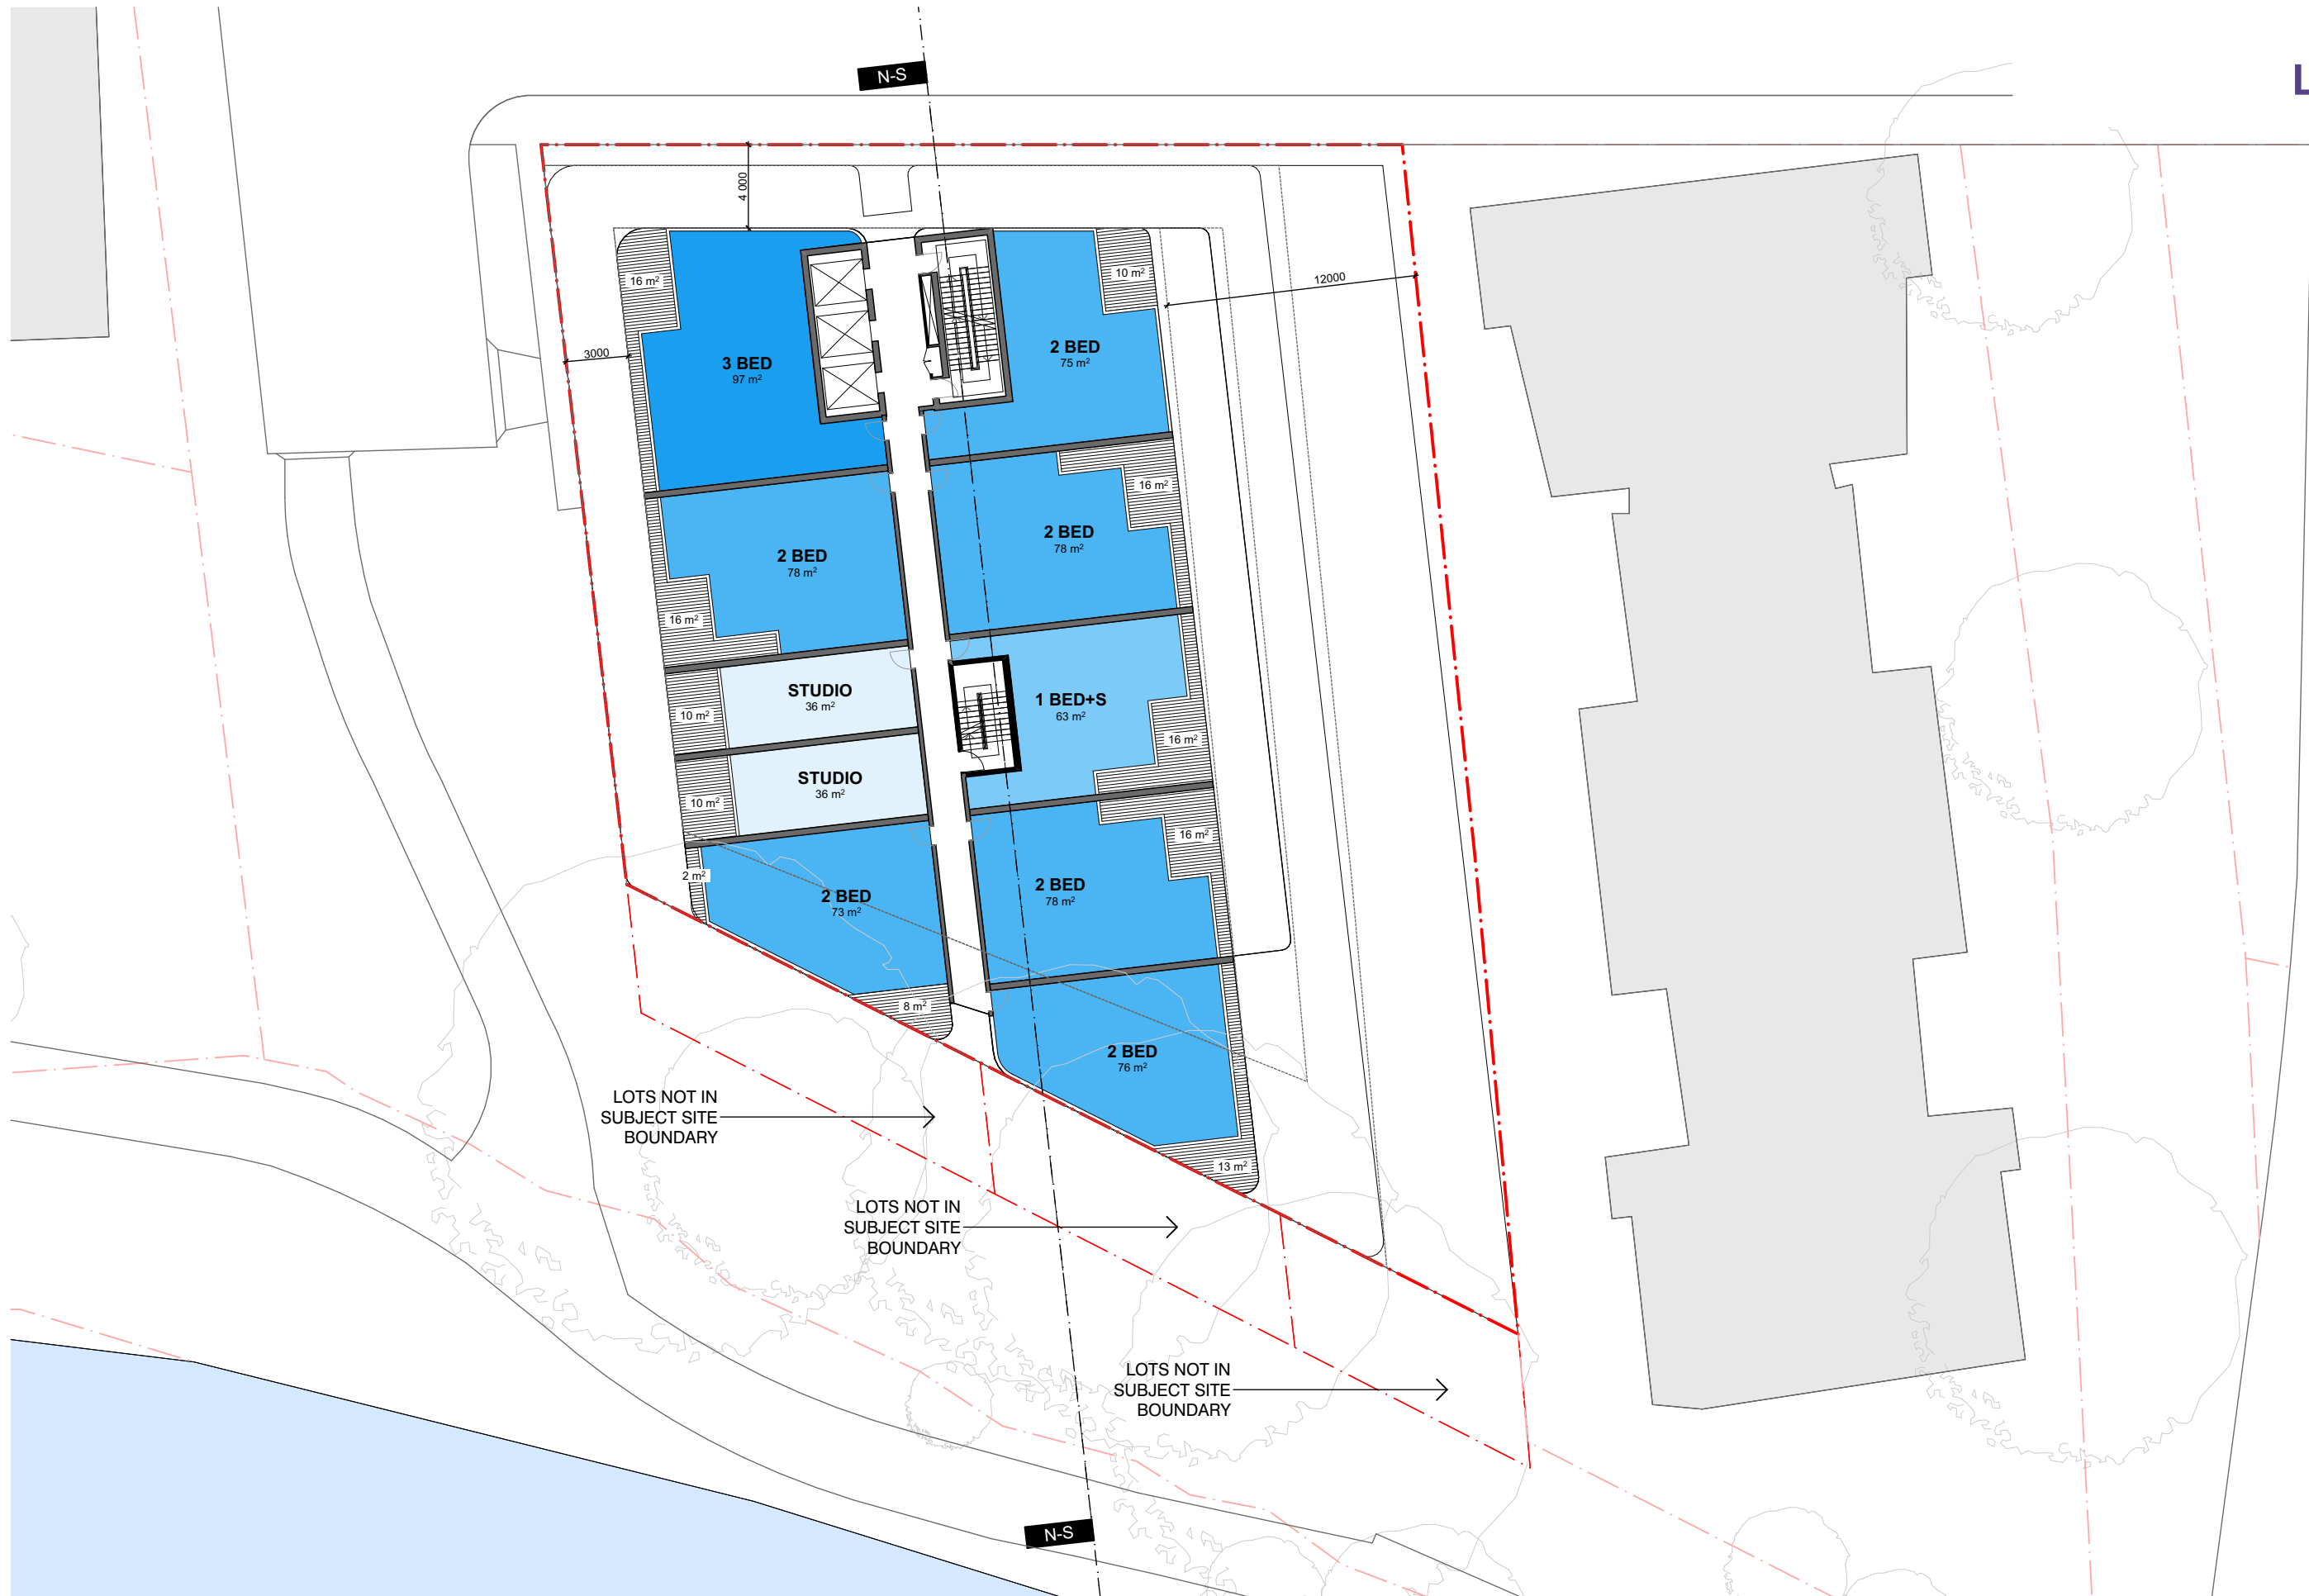 L
N-S
4 000
16 m²
10 m²
12000
3000
3 BED
97 m²
2 BED
75 m²
16 m²
2 BED
78 m²
2 BED
78 m²
16 m²
STUDIO
36 m²
10 m²
1 BED+S
63 m²
16 m²
STUDIO
36 m²
10 m²
16 m²
2 m²
2 BED
73 m²
2 BED
78 m²
8 m²
2 BED
76 m²
LOTS NOT IN
SUBJECT SITE
BOUNDARY
13 m²
LOTS NOT IN
SUBJECT SITE
BOUNDARY
LOTS NOT IN
SUBJECT SITE
BOUNDARY
N-S